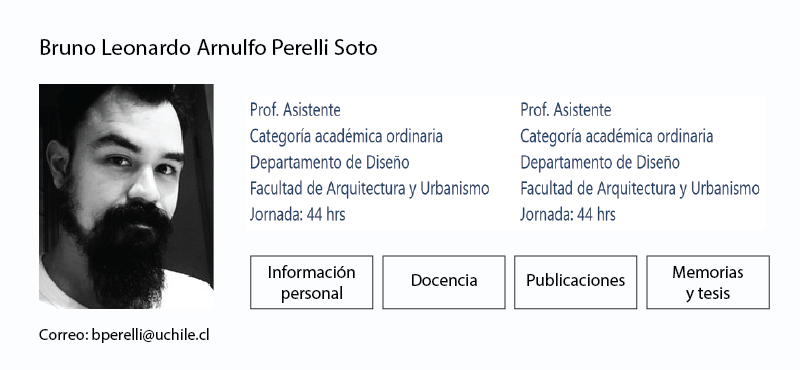 Bruno Leonardo Arnulfo Perelli Soto
Prof. Asistente
Categoría académica ordinaria
Departamento de Diseño
Facultad de Arquitectura y Urbanismo
Jornada: 44 hrs
Prof. Asistente
Categoría académica ordinaria
Departamento de Diseño
Facultad de Arquitectura y Urbanismo
Jornada: 44 hrs
Información
personal
Docencia
Publicaciones
Memorias
y tesis
Correo: bperelli@uchile.cl